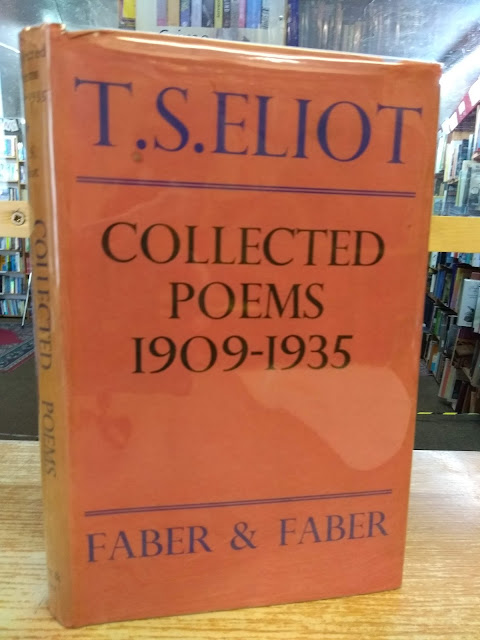 T.S.ELIOT
COLLECTED
POEMS
1909-1935
FABER & FABER
COLLECTED POEMS